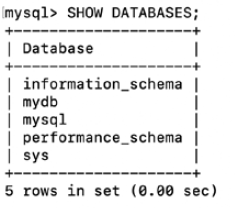 mysql> SHOW DATABASES;
+--------------------+
| Database           |
+--------------------+
| information_schema |
| mydb               |
| mysql              |
| performance_schema |
| sys                |
+--------------------+
5 rows in set (0.00 sec)